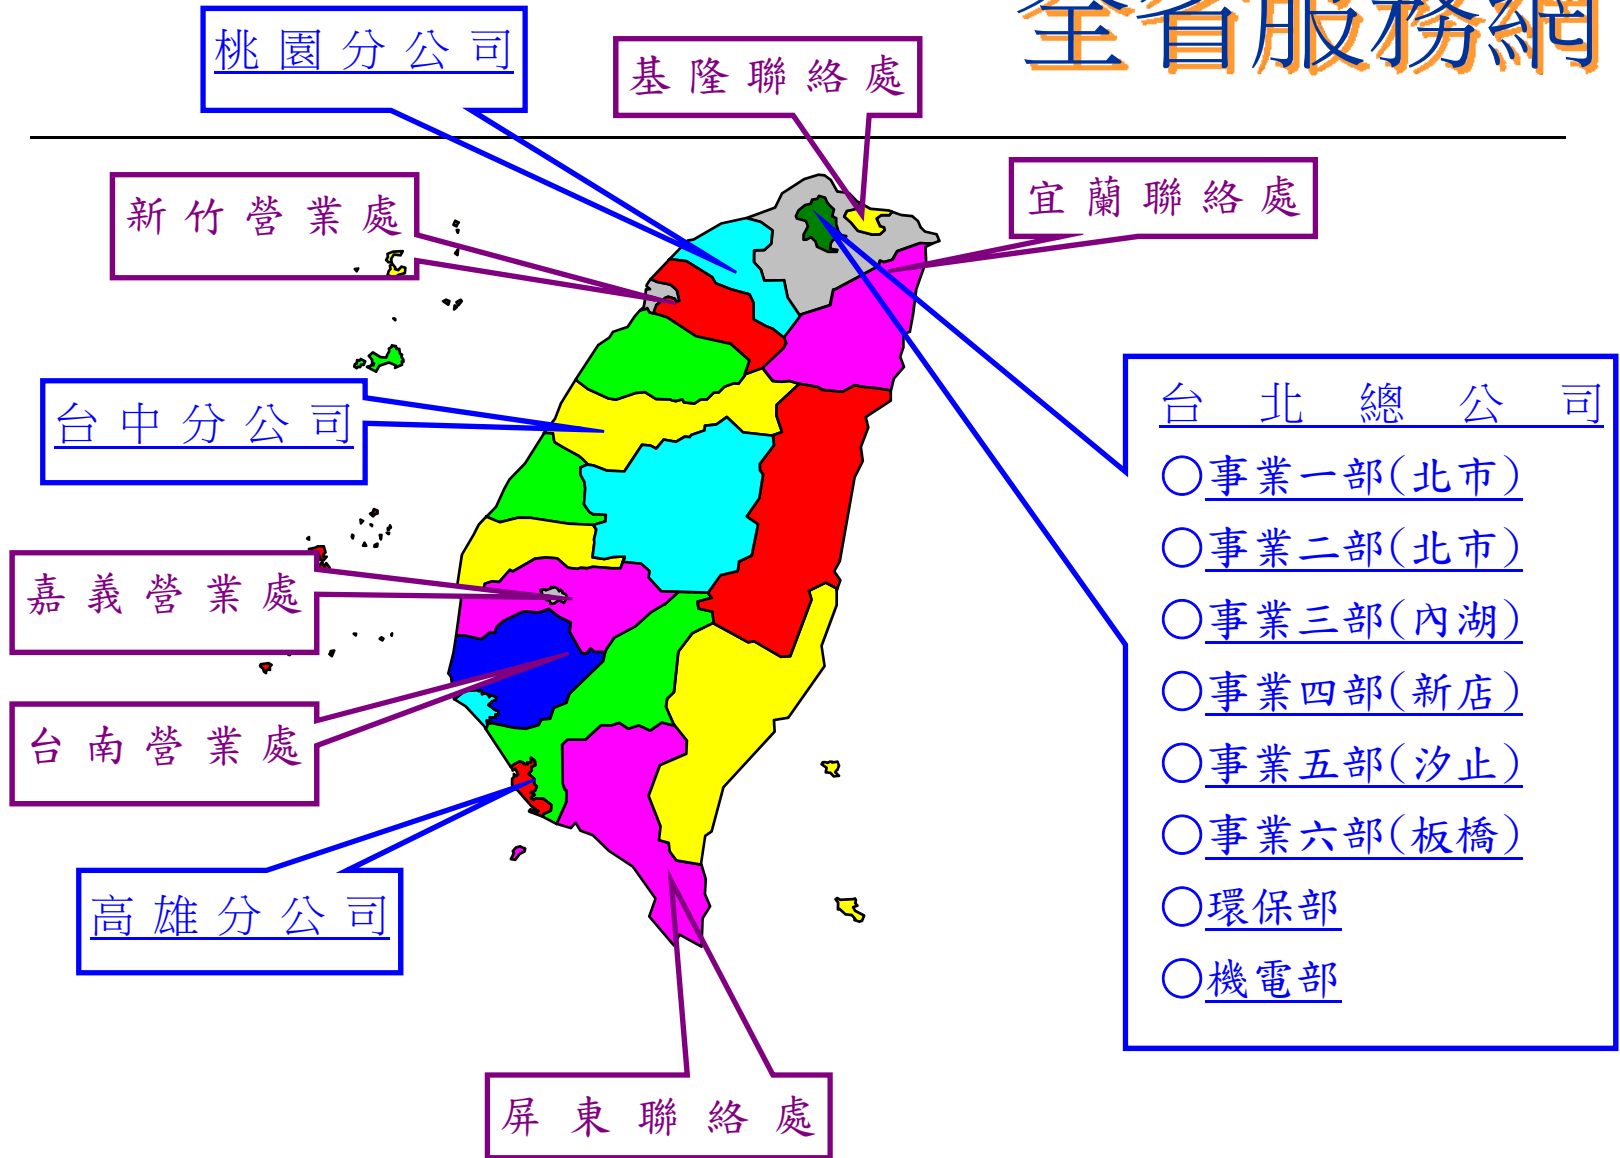 全省服務網
桃園分公司
基隆聯絡處
新竹營業處
宜蘭聯絡處
台中分公司
台北總公司
○事業一部(北市)
○事業二部(北市)
○事業三部(內湖)
○事業四部(新店)
○事業五部(汐止)
○事業六部(板橋)
○環保部
○機電部
嘉義營業處
台南營業處
高雄分公司
屏東聯絡處